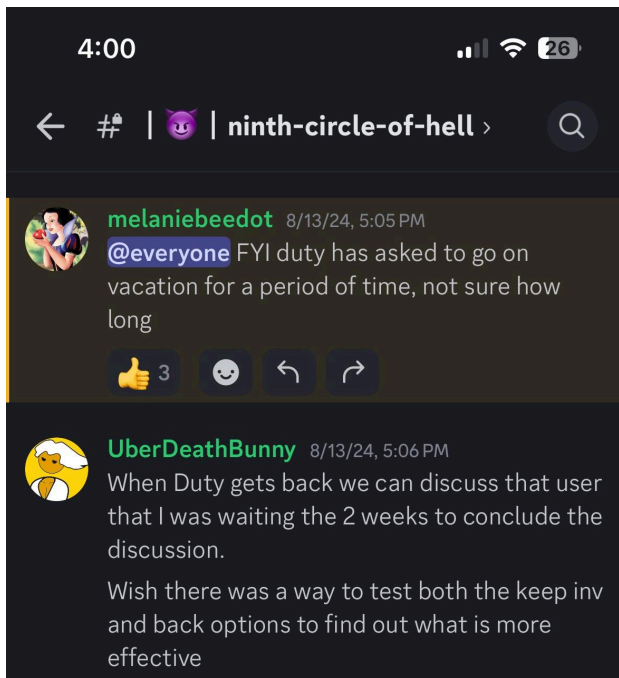 4:00
26
| 😈 | ninth-circle-of-hell ›
melaniebeedot 8/13/24, 5:05 PM
@everyone FYI duty has asked to go on
vacation for a period of time, not sure how
long
👍 3
UberDeathBunny 8/13/24, 5:06 PM
When Duty gets back we can discuss that user
that I was waiting the 2 weeks to conclude the
discussion.
Wish there was a way to test both the keep inv
and back options to find out what is more
effective